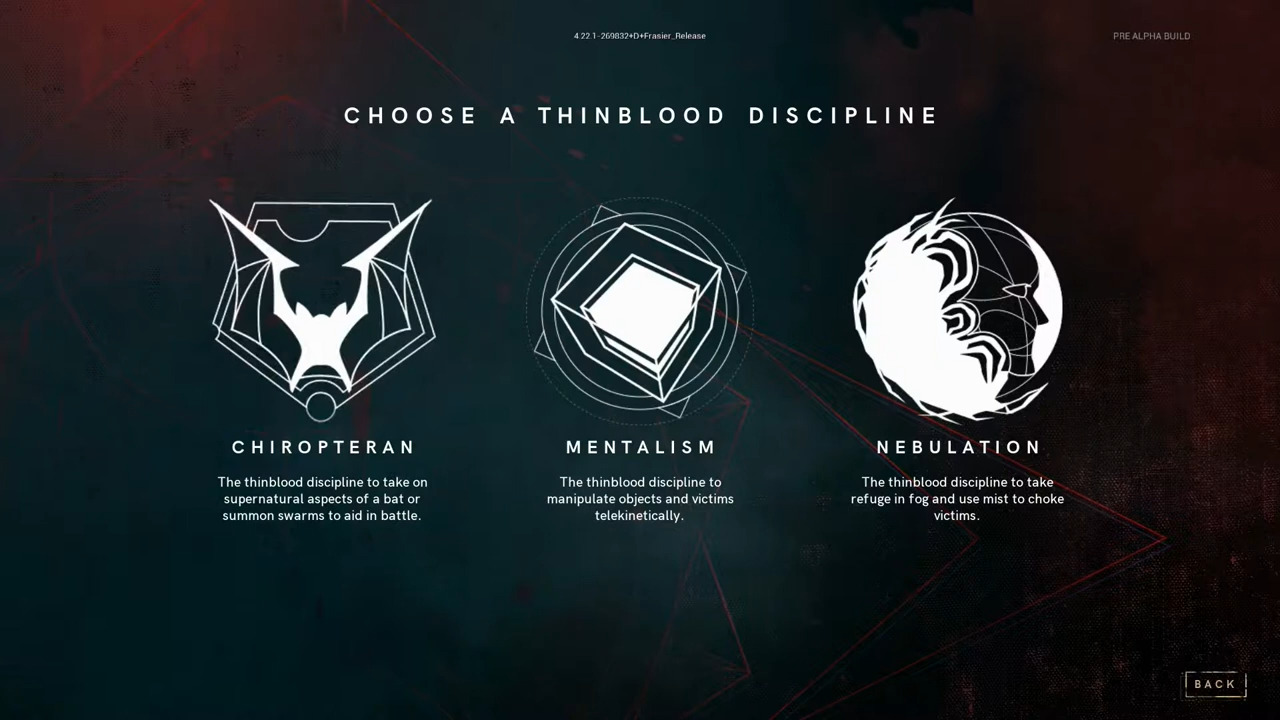 4.22.1-269832+D+Frasier_Release
PRE ALPHA BUILD
CHOOSE A THINBLOOD DISCIPLINE
CHIROPTERAN
The thinblood discipline to take on
supernatural aspects of a bat or
summon swarms to aid in battle.
MENTALISM
The thinblood discipline to
manipulate objects and victims
telekinetically.
NEBULATION
The thinblood discipline to take
refuge in fog and use mist to choke
victims.
BACK